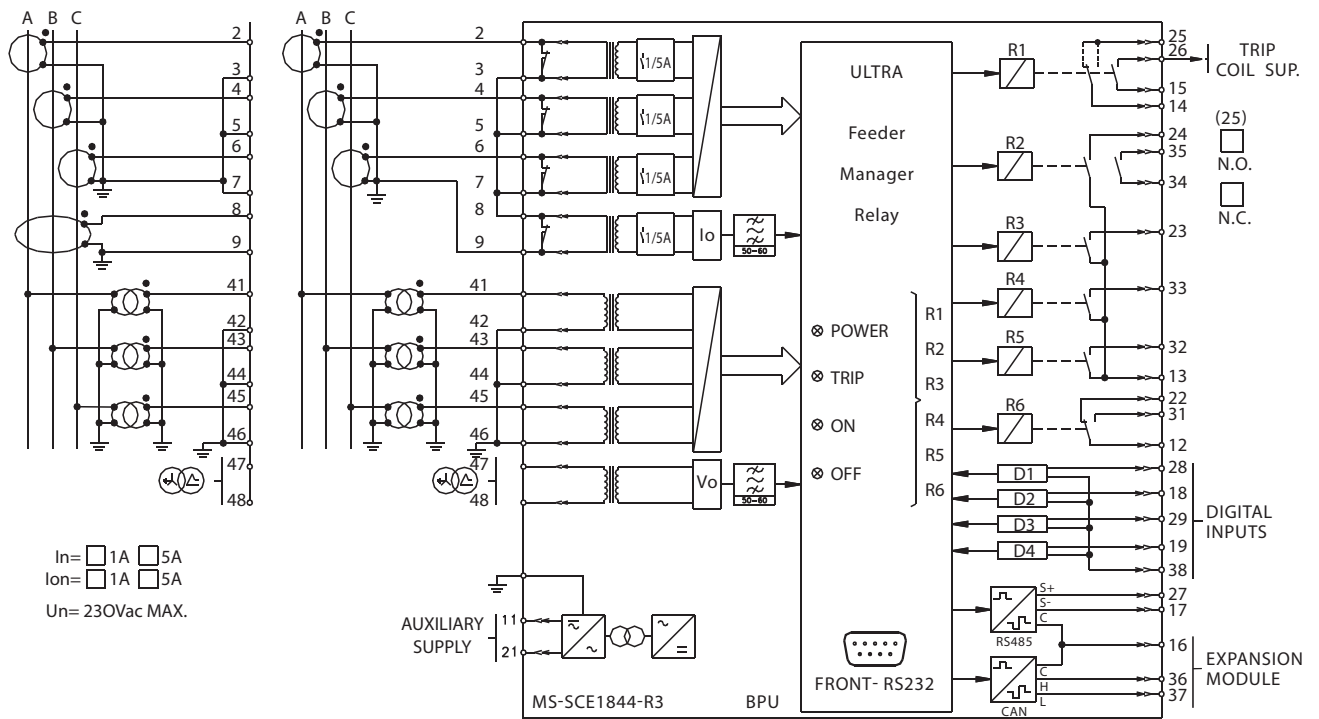 A B C
2
3
4
5
6
7
8
9
41
42
43
44
45
46
47
48
In= 1A 5A
Ion= 1A 5A
Un= 230Vac MAX.
A B C
2
3
4
5
6
7
8
9
41
42
43
44
45
46
47
48
1/5A
1/5A
1/5A
1/5A
Io
50-60
Vo
50-60
AUXILIARY
SUPPLY
11
21
MS-SCE1844-R3
BPU
ULTRA
Feeder
Manager
Relay
POWER
TRIP
ON
OFF
R1
R2
R3
R4
R5
R6
FRONT- RS232
R1
R2
R3
R4
R5
R6
D1
D2
D3
D4
S+
S-
C
RS485
C
H
L
CAN
25
26
15
14
24
35
34
23
33
32
13
22
31
12
28
18
29
19
38
27
17
16
36
37
TRIP
COIL SUP.
(25)
N.O.
N.C.
DIGITAL
INPUTS
EXPANSION
MODULE